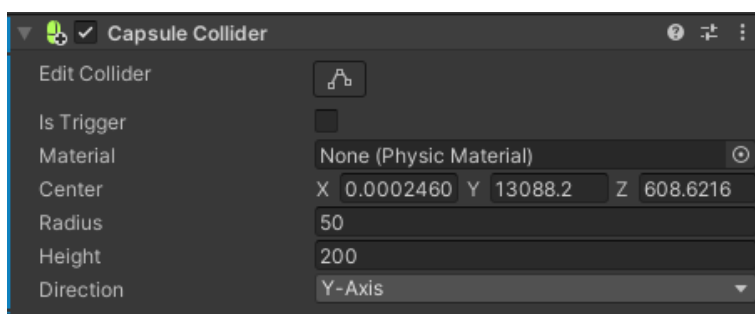 Capsule Collider
Edit Collider
Is Trigger
Material None (Physic Material)
Center X 0.0002460 Y 13088.2 Z 608.6216
Radius 50
Height 200
Direction Y-Axis